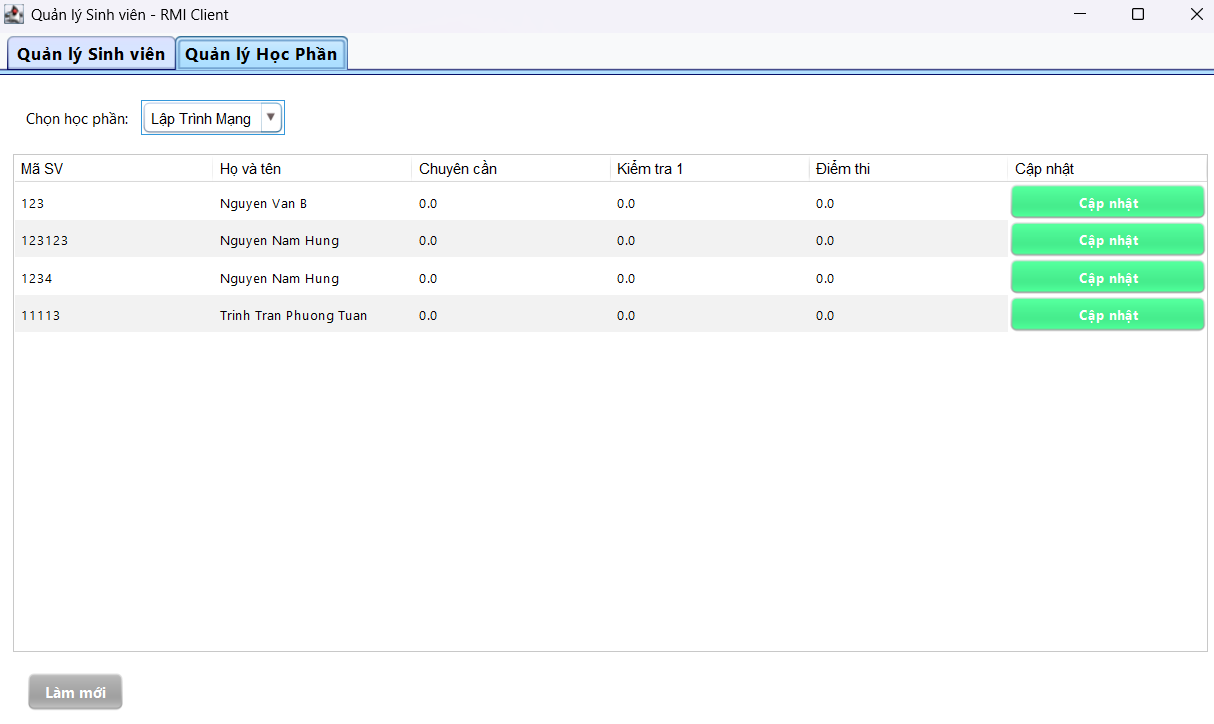 Quản lý Sinh viên - RMI Client
Quản lý Sinh viên Quản lý Học Phần
Chọn học phần: Lập Trình Mạng
Mã SV Họ và tên Chuyên cần Kiểm tra 1 Điểm thi Cập nhật
123 Nguyen Van B 0.0 0.0 0.0 Cập nhật
123123 Nguyen Nam Hung 0.0 0.0 0.0 Cập nhật
1234 Nguyen Nam Hung 0.0 0.0 0.0 Cập nhật
11113 Trinh Tran Phuong Tuan 0.0 0.0 0.0 Cập nhật
Làm mới